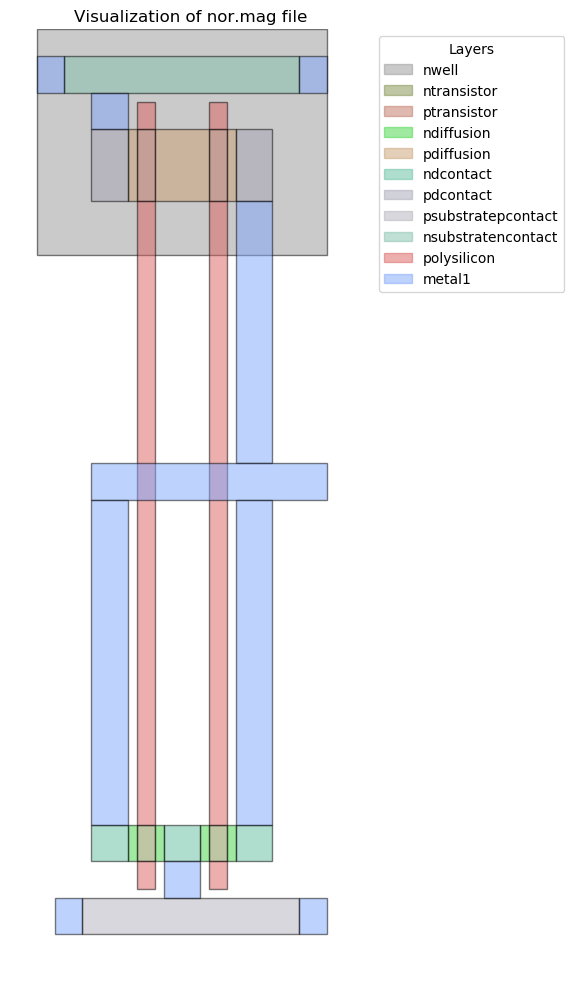 Visualization of nor.mag file
Layers
nwell
ntransistor
ptransistor
ndiffusion
pdiffusion
ndcontact
pdcontact
psubstratepcontact
nsubstratencontact
polysilicon
metal1